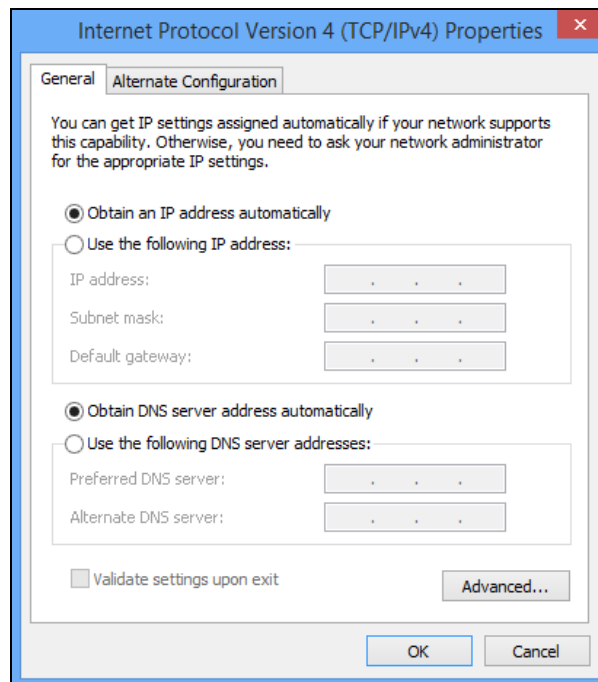 Internet Protocol Version 4 (TCP/IPv4) Properties
General
Alternate Configuration
You can get IP settings assigned automatically if your network supports
this capability. Otherwise, you need to ask your network administrator
for the appropriate IP settings.
Obtain an IP address automatically
Use the following IP address:
IP address:
Subnet mask:
Default gateway:
Obtain DNS server address automatically
Use the following DNS server addresses:
Preferred DNS server:
Alternate DNS server:
Validate settings upon exit
Advanced...
OK
Cancel